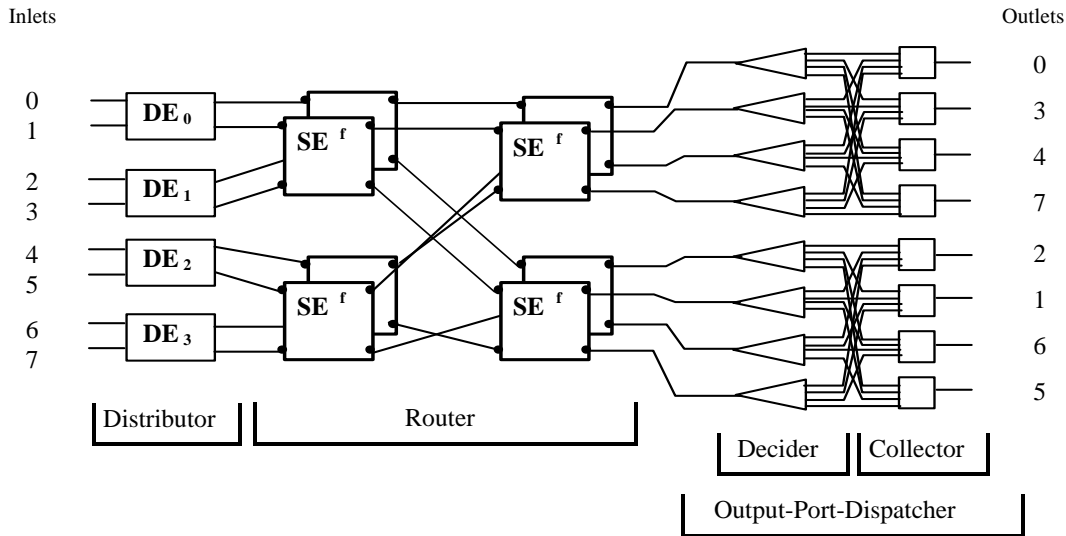 Inlets
Outlets
0
1
2
3
4
5
6
7
DE 0
DE 1
DE 2
DE 3
SE f
SE f
SE f
SE f
0
3
4
7
2
1
6
5
Distributor
Router
Decider
Collector
Output-Port-Dispatcher